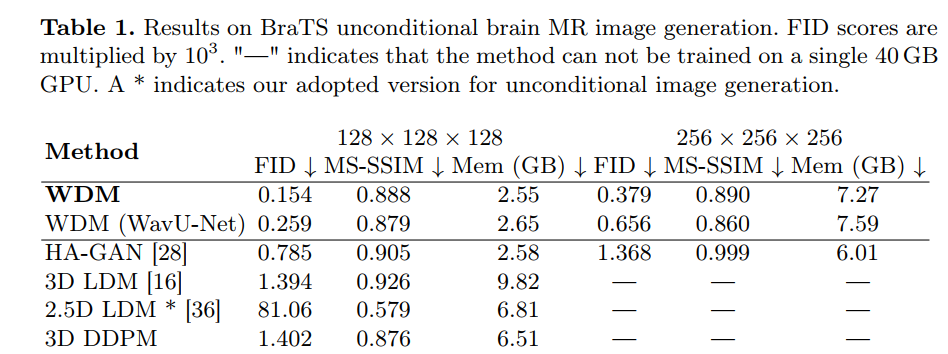 Table 1. Results on BraTS unconditional brain MR image generation. FID scores are
multiplied by 10³. "—" indicates that the method can not be trained on a single 40 GB
GPU. A * indicates our adopted version for unconditional image generation.
Method 128 × 128 × 128 256 × 256 × 256
FID ↓ MS-SSIM ↓ Mem (GB) ↓ FID ↓ MS-SSIM ↓ Mem (GB) ↓
WDM 0.154 0.888 2.55 0.379 0.890 7.27
WDM (WavU-Net) 0.259 0.879 2.65 0.656 0.860 7.59
HA-GAN [28] 0.785 0.905 2.58 1.368 0.999 6.01
3D LDM [16] 1.394 0.926 9.82 — — —
2.5D LDM * [36] 81.06 0.579 6.81 — — —
3D DDPM 1.402 0.876 6.51 — — —